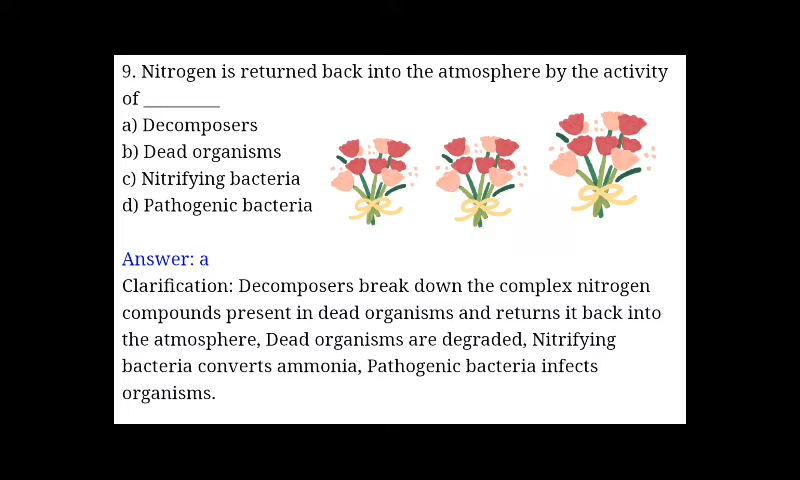 9. Nitrogen is returned back into the atmosphere by the activity
of _________
a) Decomposers
b) Dead organisms
c) Nitrifying bacteria
d) Pathogenic bacteria
Answer: a
Clarification: Decomposers break down the complex nitrogen
compounds present in dead organisms and returns it back into
the atmosphere, Dead organisms are degraded, Nitrifying
bacteria converts ammonia, Pathogenic bacteria infects
organisms.